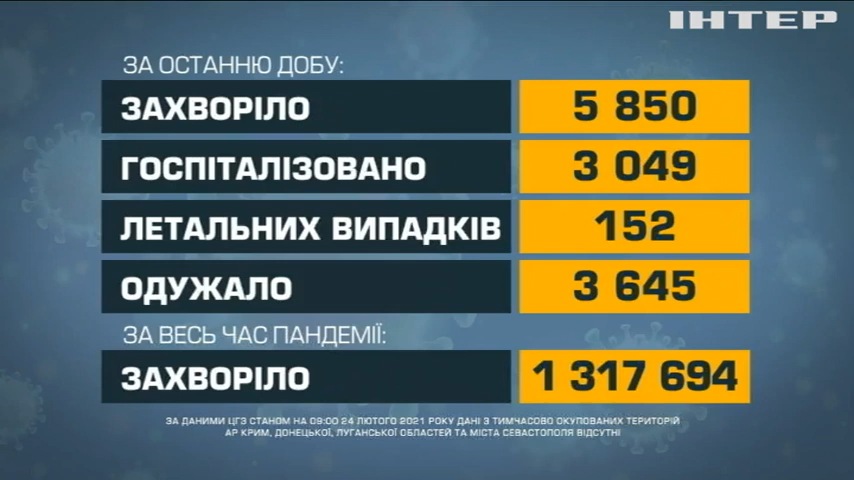 ІНТЕР
ЗА ОСТАННЮ ДОБУ:
ЗАХВОРІЛО 5 850
ГОСПІТАЛІЗОВАНО 3 049
ЛЕТАЛЬНИХ ВИПАДКІВ 152
ОДУЖАЛО 3 645
ЗА ВЕСЬ ЧАС ПАНДЕМІЇ:
ЗАХВОРІЛО 1 317 694
ЗА ДАНИМИ ЦГЗ СТАНОМ НА 09:00 24 ЛЮТОГО 2021 РОКУ ДАНІ З ТИМЧАСОВО ОКУПОВАНИХ ТЕРИТОРІЙ
АР КРИМ, ДОНЕЦЬКОЇ, ЛУГАНСЬКОЇ ОБЛАСТЕЙ ТА МІСТА СЕВАСТОПОЛЯ ВІДСУТНІ